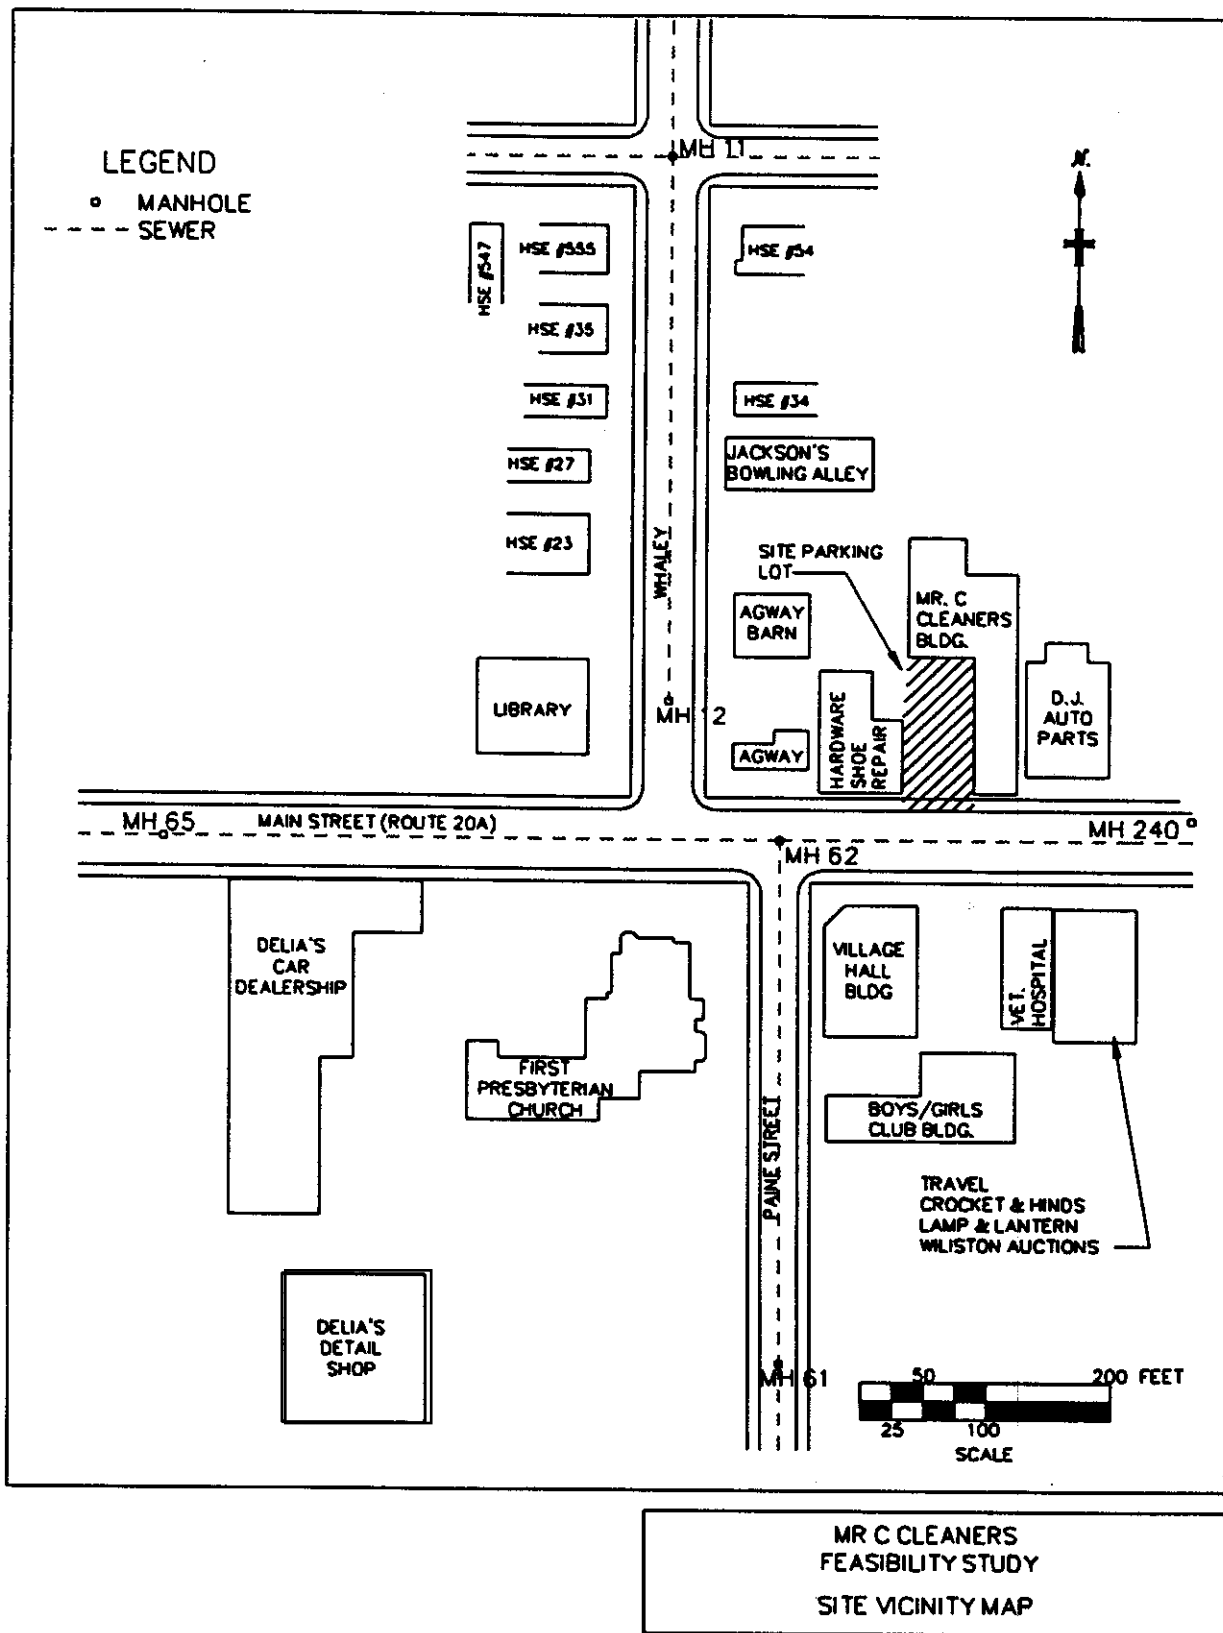 LEGEND
MANHOLE
SEWER
MH 11
N.
HSE #547
HSE #555
HSE #54
HSE #35
HSE #31
HSE #34
HSE #27
JACKSON'S
BOWLING ALLEY
HSE #23
WHALEY
SITE PARKING
LOT
AGWAY
BARN
MR. C
CLEANERS
BLDG.
LIBRARY
MH 12
AGWAY
HARDWARE
SHOE
REPAIR
D.J.
AUTO
PARTS
MH 65
MAIN STREET (ROUTE 20A)
MH 62
MH 240
DELIA'S
CAR
DEALERSHIP
VILLAGE
HALL
BLDG
VET.
HOSPITAL
FIRST
PRESBYTERIAN
CHURCH
PAINE STREET
BOYS/GIRLS
CLUB BLDG.
TRAVEL
CROCKET & HINDS
LAMP & LANTERN
WILISTON AUCTIONS
DELIA'S
DETAIL
SHOP
MH 61
50
200 FEET
25
100
SCALE
MR C CLEANERS
FEASIBILITY STUDY
SITE VICINITY MAP